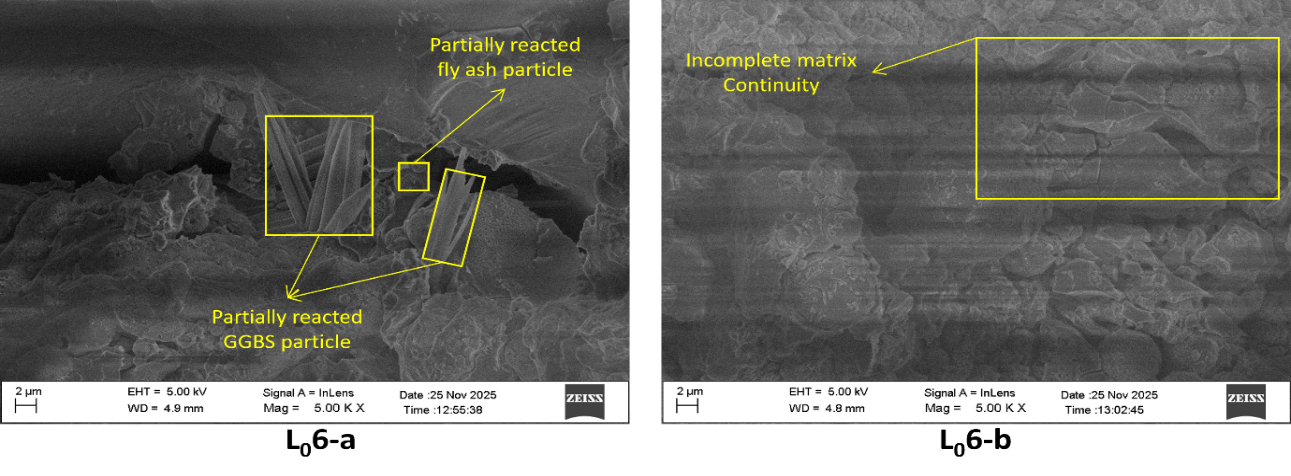 Partially reacted
fly ash particle
Partially reacted
GGBS particle
2 µm
EHT = 5.00 kV
WD = 4.9 mm
Signal A = InLens
Mag = 5.00 K X
Date :25 Nov 2025
Time :12:55:38
ZEISS
L₀6-a
Incomplete matrix
Continuity
2 µm
EHT = 5.00 kV
WD = 4.8 mm
Signal A = InLens
Mag = 5.00 K X
Date :25 Nov 2025
Time :13:02:45
ZEISS
L₀6-b